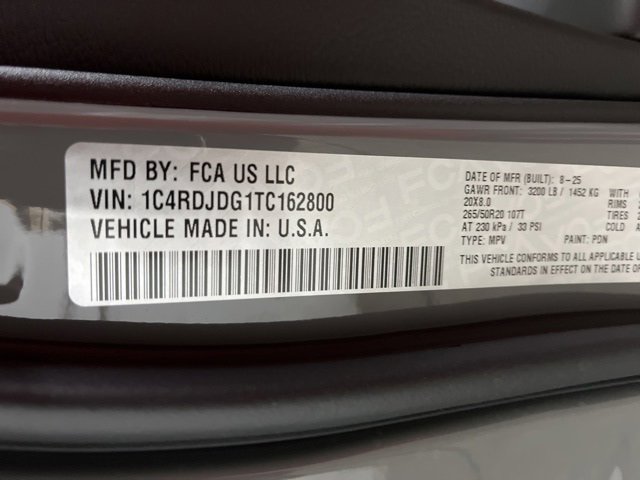 MFD BY: FCA US LLC
VIN: 1C4RDJDG1TC162800
VEHICLE MADE IN: U.S.A.
DATE OF MFR (BUILT): 8-25
GAWR FRONT: 3200 LB / 1452 KG WITH
20X8.0 RIMS
265/50R20 107T TIRES
AT 230 kPa / 33 PSI COLD
TYPE: MPV PAINT: PDN
THIS VEHICLE CONFORMS TO ALL APPLICABLE
STANDARDS IN EFFECT ON THE DATE OF